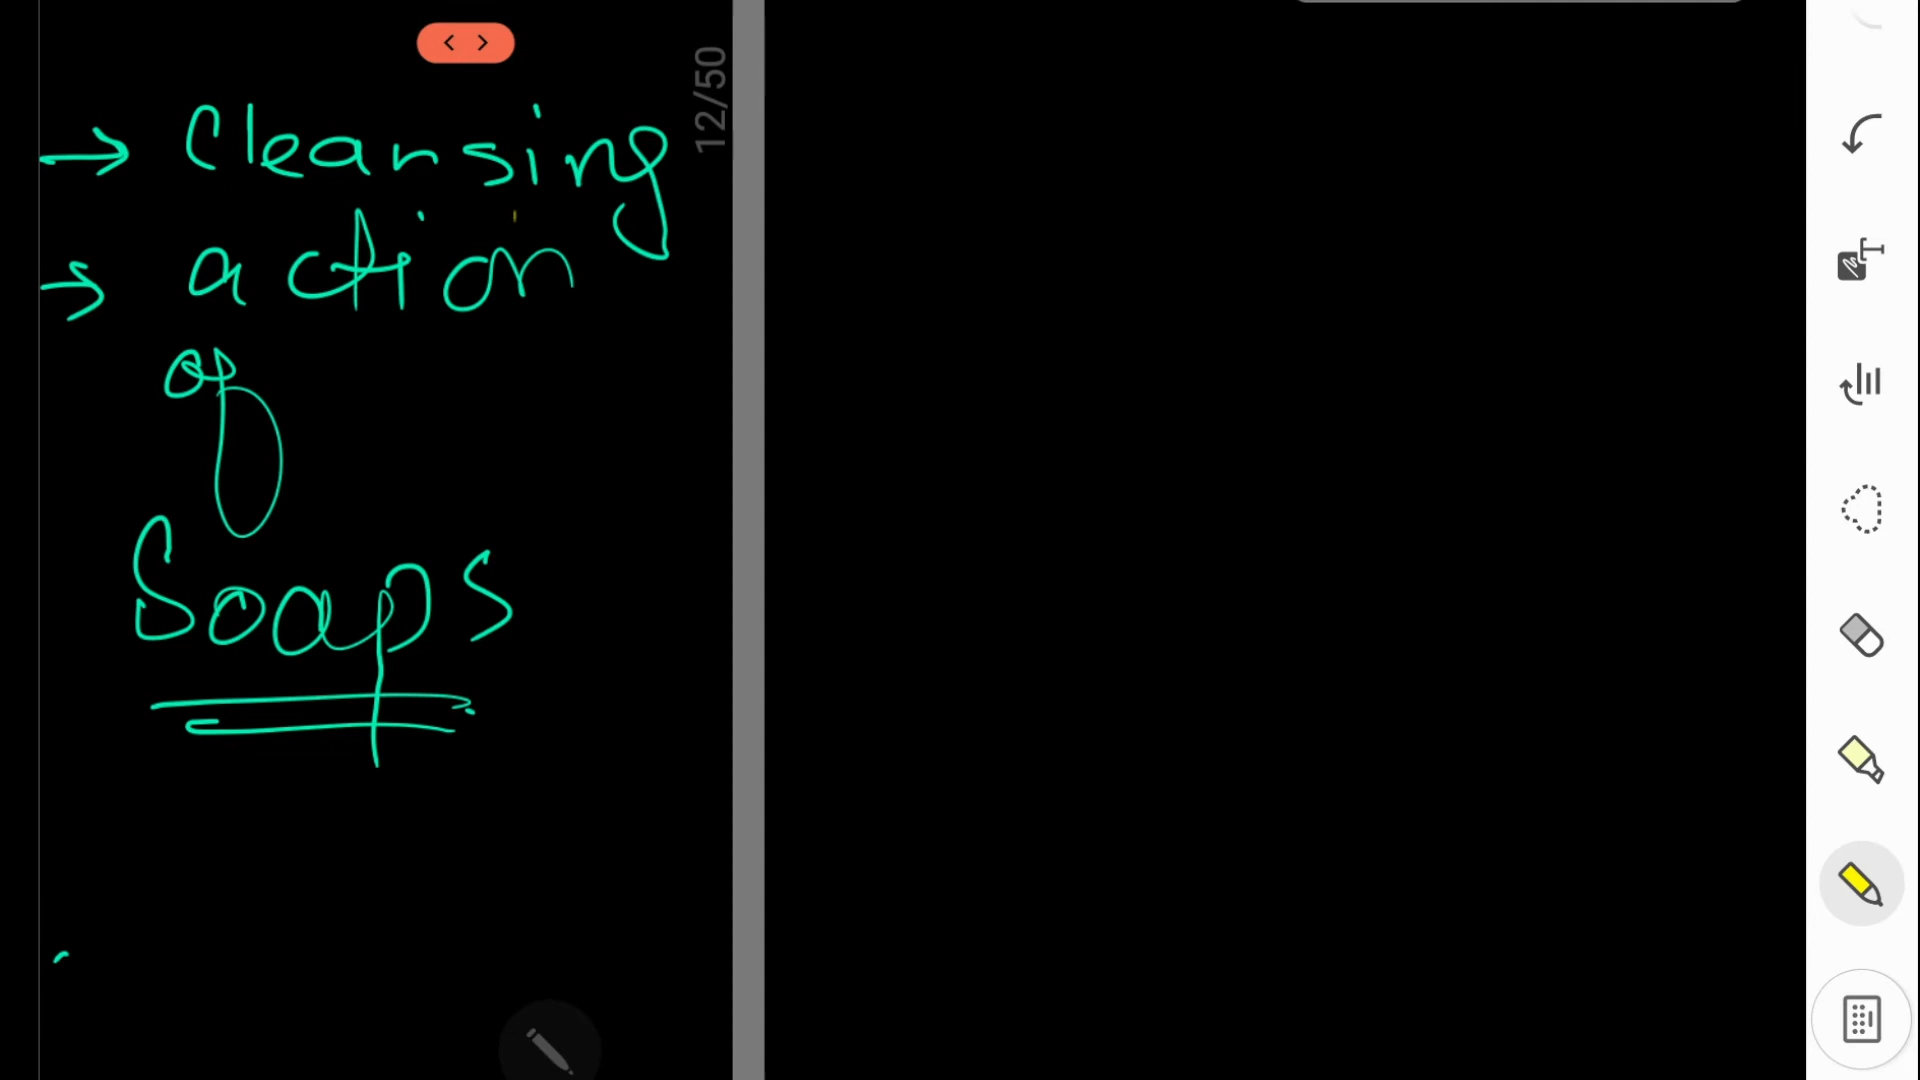 → Cleansing
→ action
of
Soaps
12/50